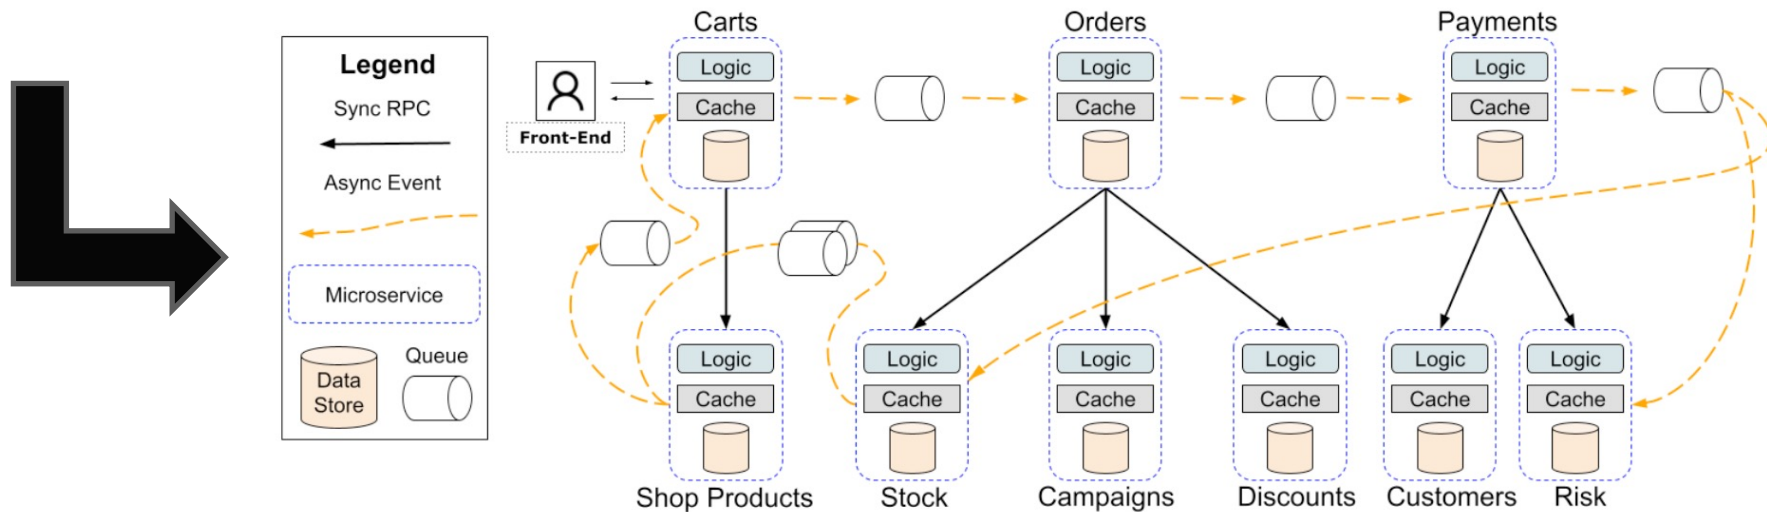 Carts
Orders
Payments
Legend
Sync RPC
Async Event
Microservice
Data
Store
Queue
Front-End
Logic
Cache
Logic
Cache
Logic
Cache
Logic
Cache
Logic
Cache
Logic
Cache
Logic
Cache
Logic
Cache
Logic
Cache
Shop Products
Stock
Campaigns
Discounts
Customers
Risk